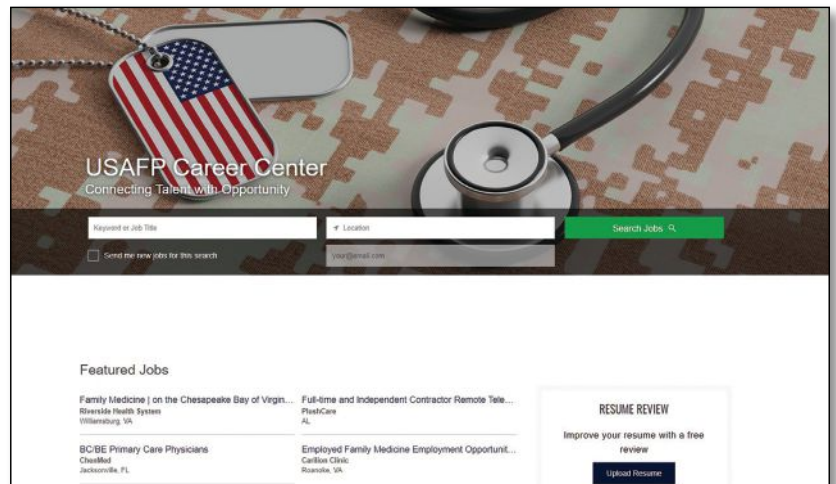 USAFP Career Center
Connecting Talent with Opportunity
Keyword or Job Title
Location
Search Jobs
Send me new jobs for this search
your@email.com
Featured Jobs
Family Medicine | on the Chesapeake Bay of Virgin...
Riverside Health System
Williamsburg, VA
Full-time and Independent Contractor Remote Tele...
PlushCare
AL
BC/BE Primary Care Physicians
ChenMed
Jacksonville, FL
Employed Family Medicine Employment Opportunit...
Carilion Clinic
Roanoke, VA
RESUME REVIEW
Improve your resume with a free
review
Upload Resume